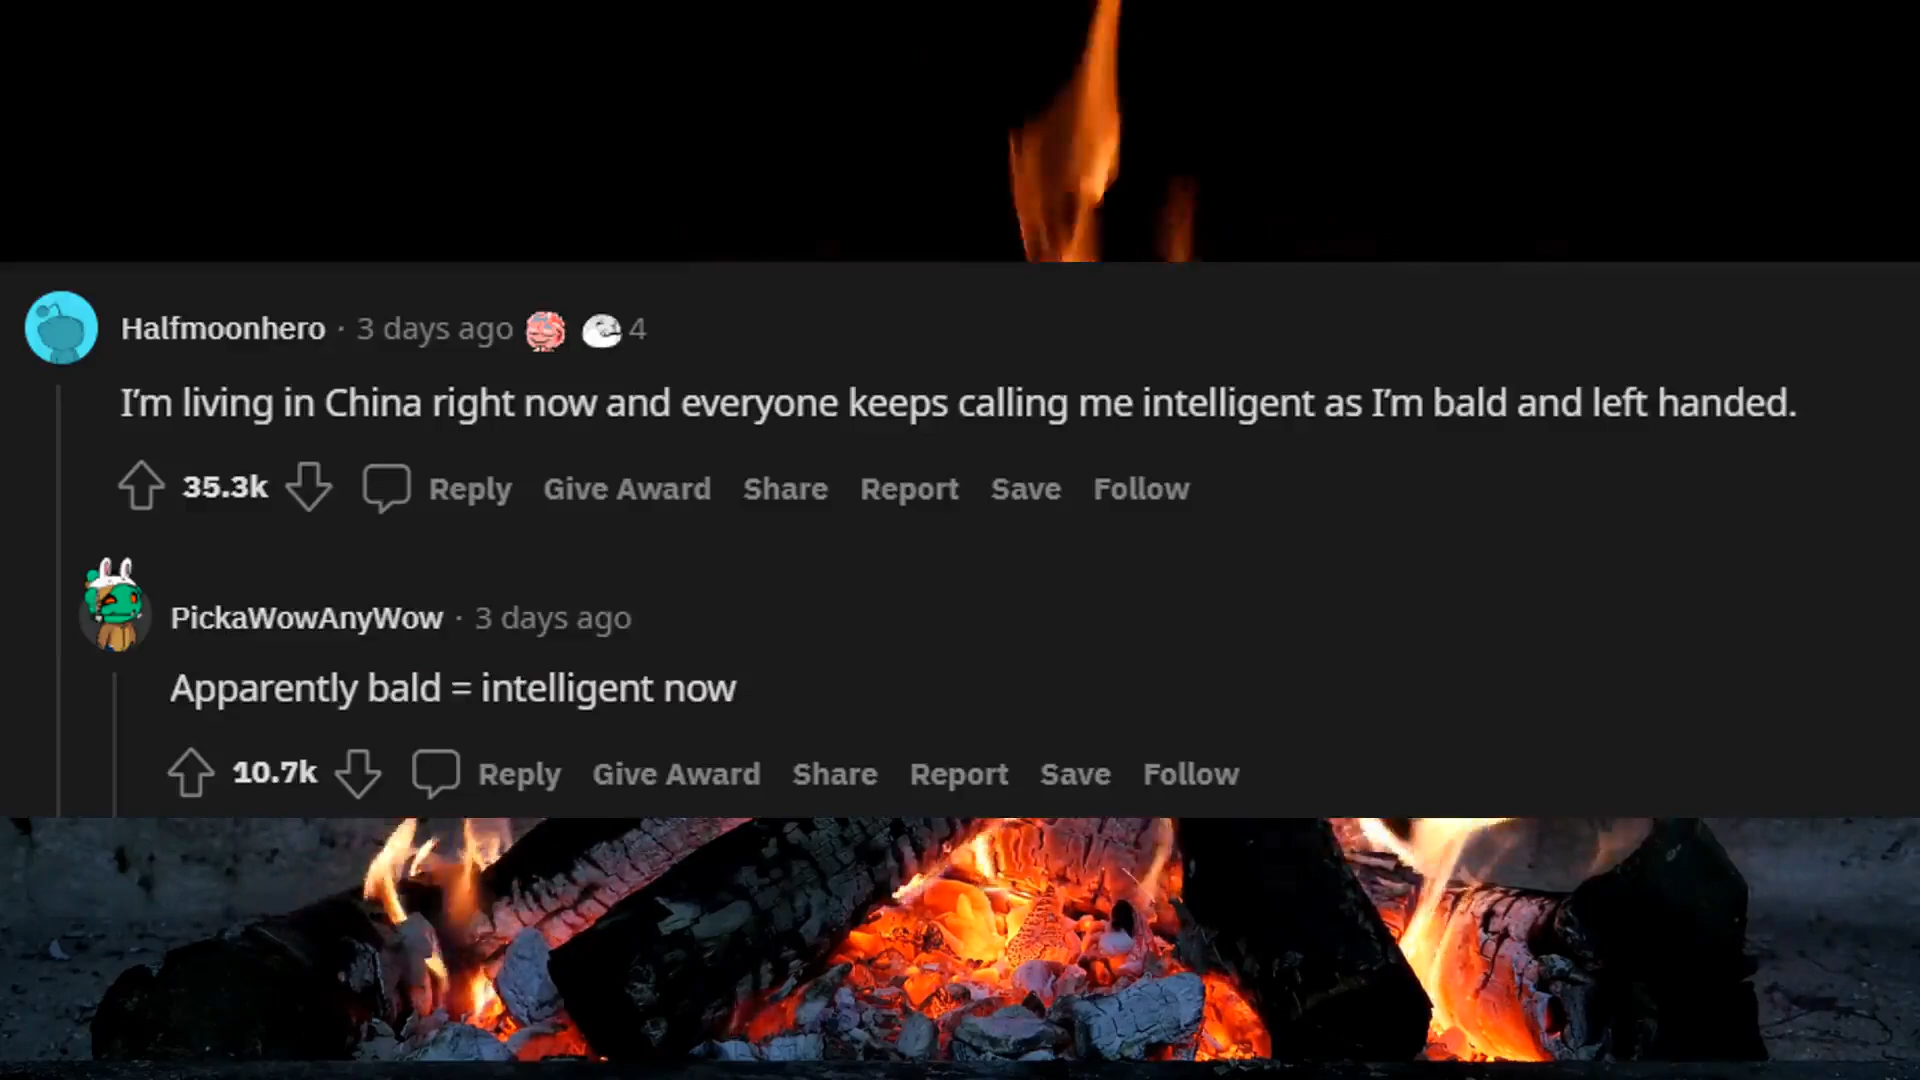 Halfmoonhero · 3 days ago 4
I'm living in China right now and everyone keeps calling me intelligent as I'm bald and left handed.
35.3k Reply Give Award Share Report Save Follow
PickaWowAnyWow · 3 days ago
Apparently bald = intelligent now
10.7k Reply Give Award Share Report Save Follow